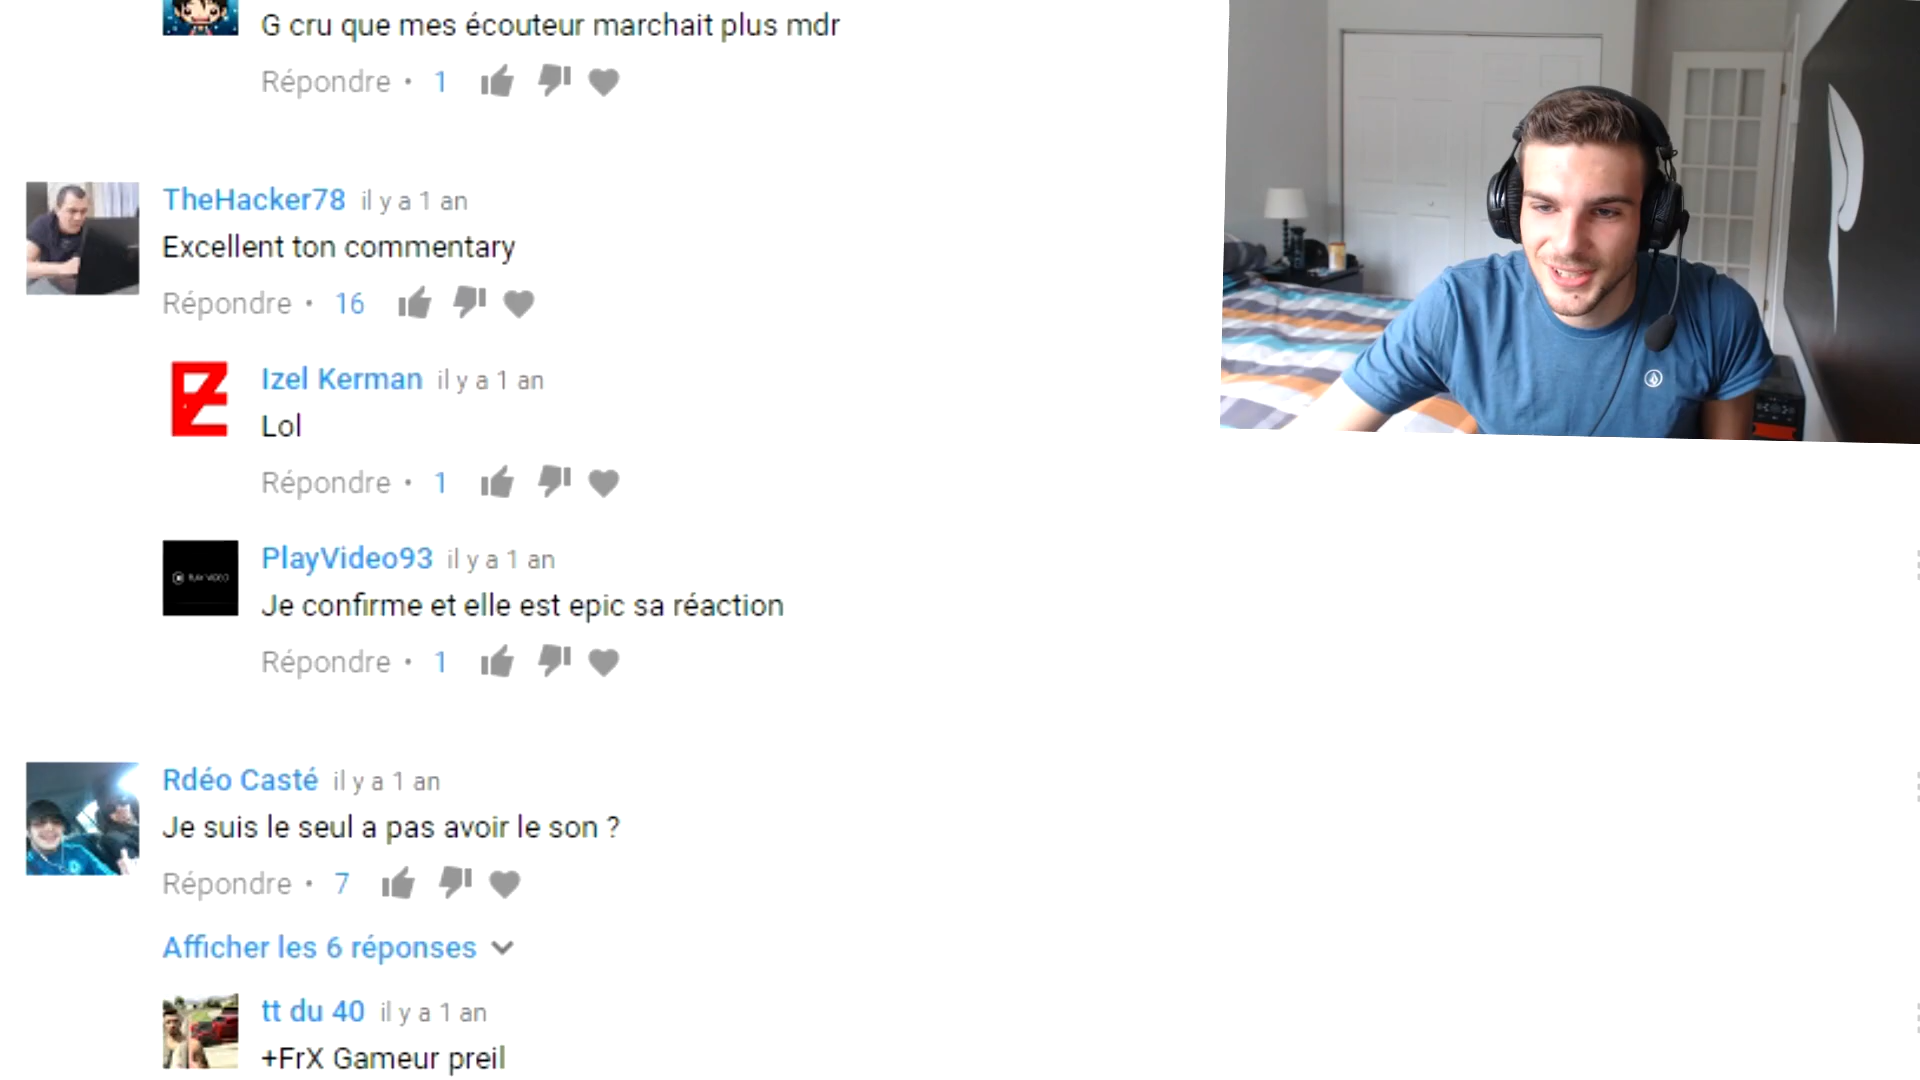 G cru que mes écouteur marchait plus mdr
Répondre • 1
TheHacker78 il y a 1 an
Excellent ton commentary
Répondre • 16
Izel Kerman il y a 1 an
Lol
Répondre • 1
PLAY VIDEO
PlayVideo93 il y a 1 an
Je confirme et elle est epic sa réaction
Répondre • 1
Rdéo Casté il y a 1 an
Je suis le seul a pas avoir le son ?
Répondre • 7
Afficher les 6 réponses
tt du 40 il y a 1 an
+FrX Gameur preil